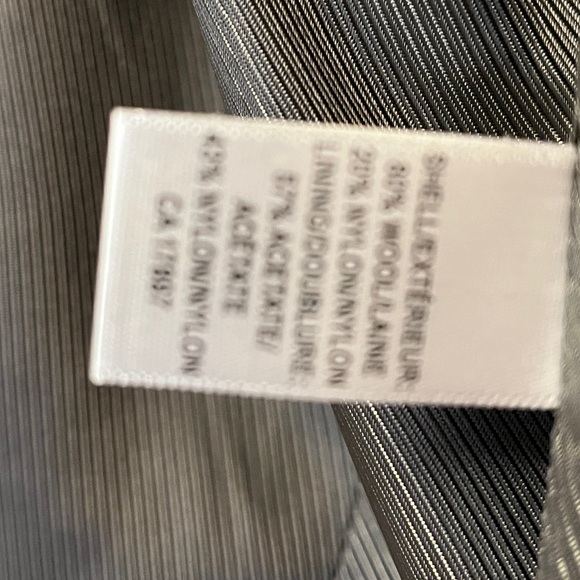 SHELL/EXTÉRIEUR:
80% WOOL/LAINE
20% NYLON/NYLON
LINING/DOUBLURE:
57% ACETATE/
ACÉTATE
43% NYLON/NYLON